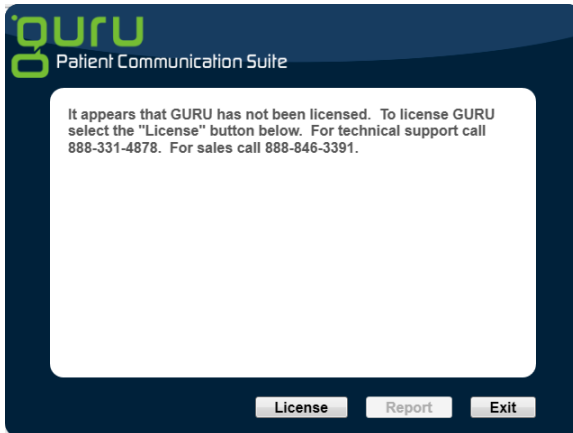 guru
Patient Communication Suite
It appears that GURU has not been licensed.  To license GURU
select the "License" button below.  For technical support call
888-331-4878.  For sales call 888-846-3391.
License Report Exit